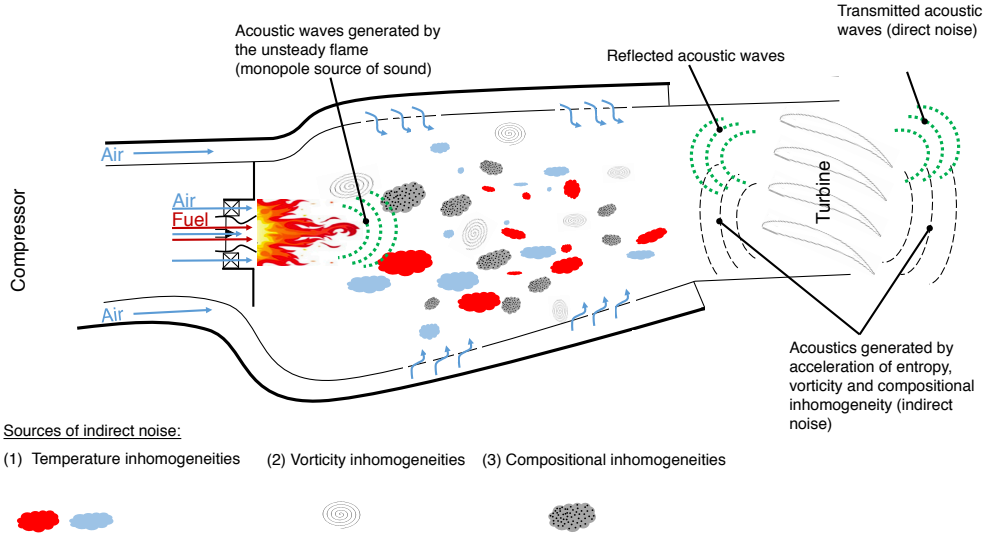 Acoustic waves generated by
the unsteady flame
(monopole source of sound)
Transmitted acoustic
waves (direct noise)
Reflected acoustic waves
Air
Air
Fuel
Air
Compressor
Turbine
Acoustics generated by
acceleration of entropy,
vorticity and compositional
inhomogeneity (indirect
noise)
Sources of indirect noise:
(1) Temperature inhomogeneities
(2) Vorticity inhomogeneities
(3) Compositional inhomogeneities